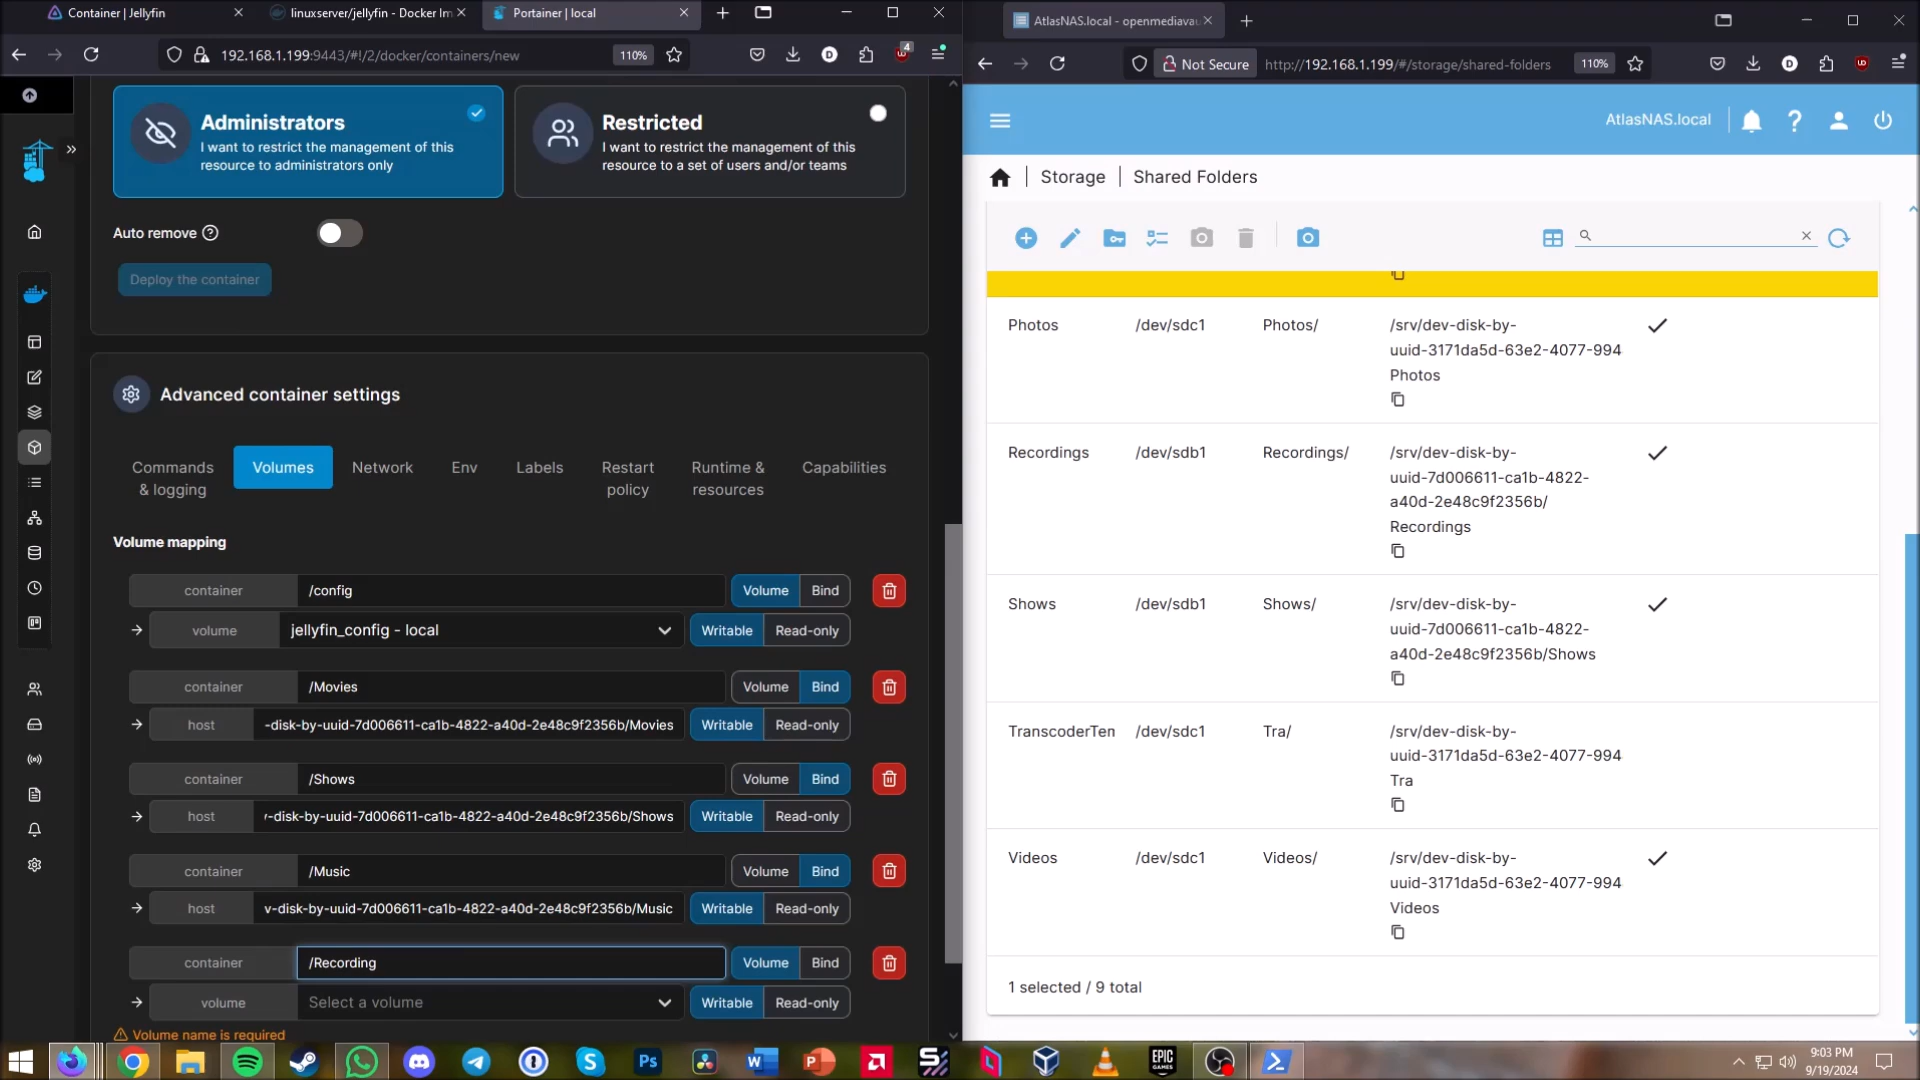 Container | Jellyfin
linuxserver/jellyfin - Docker Im
Portainer | local
192.168.1.199:9443/#!/2/docker/containers/new
110%
4
Administrators
I want to restrict the management of this
resource to administrators only
Restricted
I want to restrict the management of this
resource to a set of users and/or teams
Auto remove
Deploy the container
Advanced container settings
Commands
& logging
Volumes
Network
Env
Labels
Restart
policy
Runtime &
resources
Capabilities
Volume mapping
container
/config
Volume
Bind
volume
jellyfin_config - local
Writable
Read-only
container
/Movies
Volume
Bind
host
-disk-by-uuid-7d006611-ca1b-4822-a40d-2e48c9f2356b/Movies
Writable
Read-only
container
/Shows
Volume
Bind
host
-disk-by-uuid-7d006611-ca1b-4822-a40d-2e48c9f2356b/Shows
Writable
Read-only
container
/Music
Volume
Bind
host
v-disk-by-uuid-7d006611-ca1b-4822-a40d-2e48c9f2356b/Music
Writable
Read-only
container
/Recording
Volume
Bind
volume
Select a volume
Writable
Read-only
Volume name is required
AtlasNAS.local - openmediavau
Not Secure
http://192.168.1.199/#/storage/shared-folders
110%
AtlasNAS.local
| Storage | Shared Folders
Photos
/dev/sdc1
Photos/
/srv/dev-disk-by-
uuid-3171da5d-63e2-4077-994
Photos
Recordings
/dev/sdb1
Recordings/
/srv/dev-disk-by-
uuid-7d006611-ca1b-4822-
a40d-2e48c9f2356b/
Recordings
Shows
/dev/sdb1
Shows/
/srv/dev-disk-by-
uuid-7d006611-ca1b-4822-
a40d-2e48c9f2356b/Shows
TranscoderTem
/dev/sdc1
Tra/
/srv/dev-disk-by-
uuid-3171da5d-63e2-4077-994
Tra
Videos
/dev/sdc1
Videos/
/srv/dev-disk-by-
uuid-3171da5d-63e2-4077-994
Videos
1 selected / 9 total
9:03 PM
9/19/2024